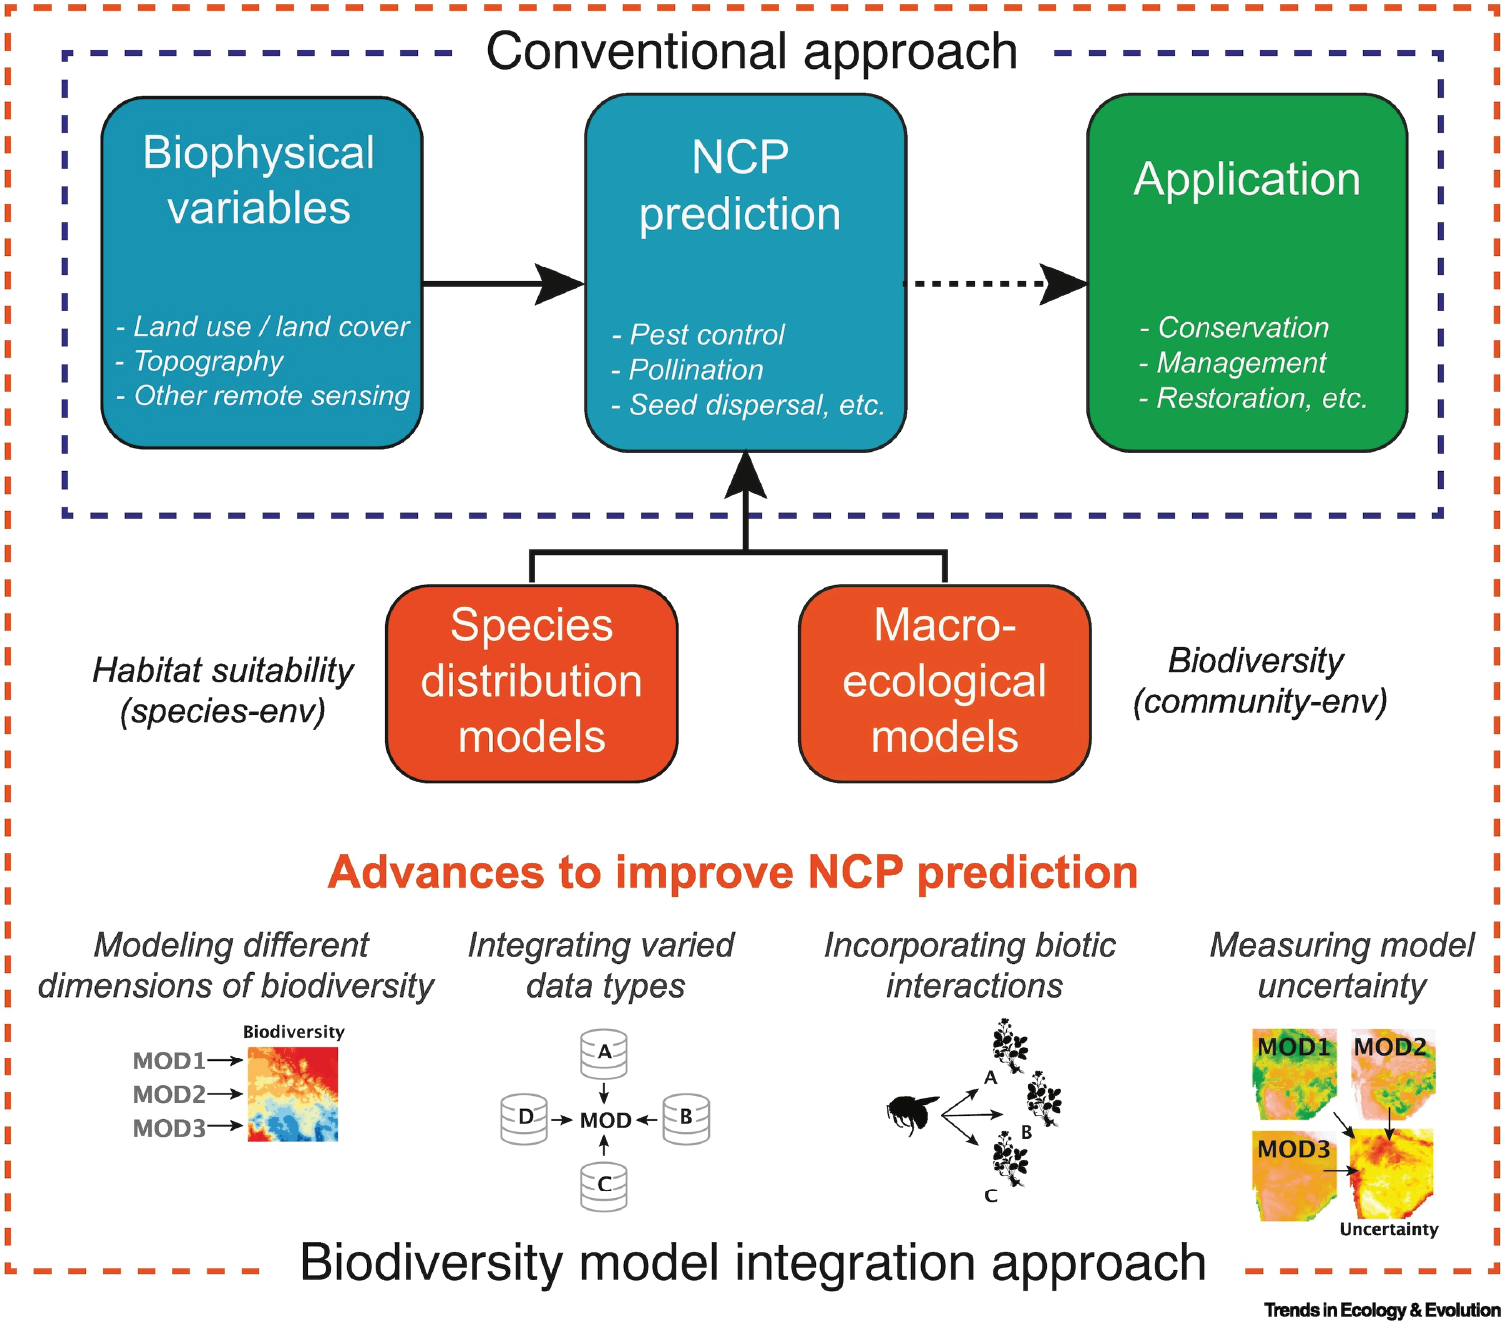 Conventional approach
Biophysical
variables
- Land use / land cover
- Topography
- Other remote sensing
NCP
prediction
- Pest control
- Pollination
- Seed dispersal, etc.
Application
- Conservation
- Management
- Restoration, etc.
Habitat suitability
(species-env)
Species
distribution
models
Macro-
ecological
models
Biodiversity
(community-env)
Advances to improve NCP prediction
Modeling different
dimensions of biodiversity
Biodiversity
MOD1
MOD2
MOD3
Integrating varied
data types
A
D
MOD
B
C
Incorporating biotic
interactions
A
B
C
Measuring model
uncertainty
MOD1
MOD2
MOD3
Uncertainty
Biodiversity model integration approach
Trends in Ecology & Evolution